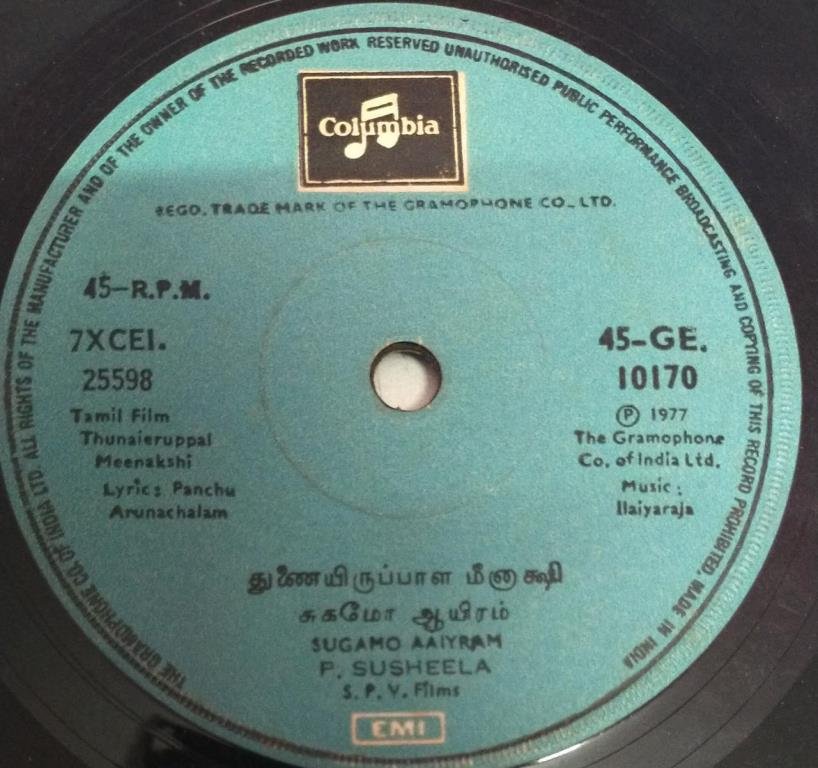 THE GRAMOPHONE CO. OF INDIA LTD. ALL RIGHTS OF THE MANUFACTURER AND OF THE OWNER OF THE RECORDED WORK RESERVED UNAUTHORISED PUBLIC PERFORMANCE BROADCASTING AND COPYING OF THIS RECORD PROHIBITED. MADE IN INDIA
Columbia
REGD. TRADE MARK OF THE GRAMOPHONE CO., LTD.
45-R.P.M.
7XCEI.
25598
Tamil Film
Thunaieruppal
Meenakshi
Lyric: Panchu
Arunachalam
45-GE.
10170
Ⓟ 1977
The Gramophone
Co. of India Ltd.
Music:
Ilaiyaraja
துணையிருப்பாள மீனாக்ஷி
சுகமோ ஆயிரம்
SUGAMO AAIYRAM
P. SUSHEELA
S. P. V. Films
EMI